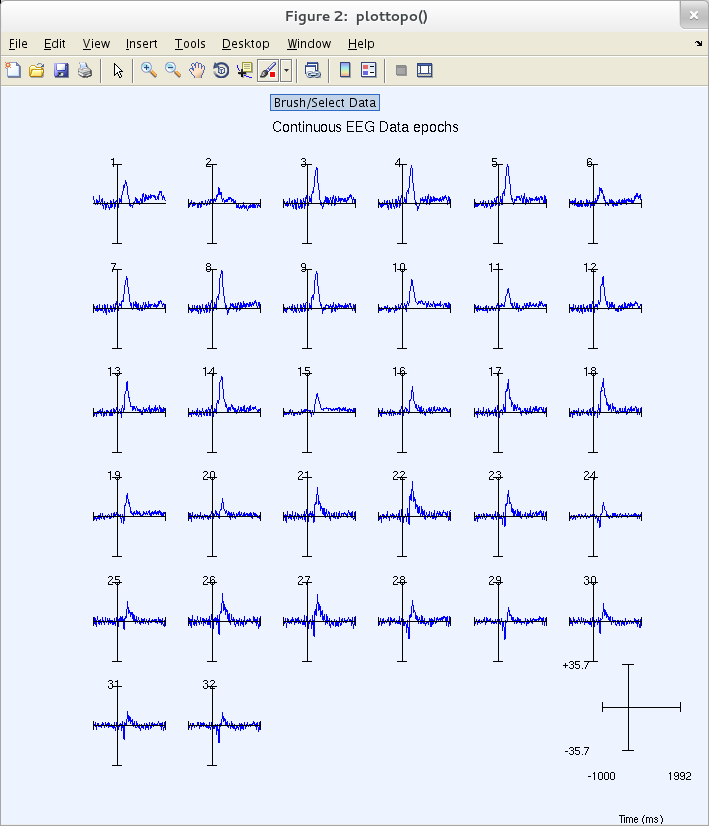 Figure 2: plottopo()
File Edit View Insert Tools Desktop Window Help
Brush/Select Data
Continuous EEG Data epochs
1 2 3 4 5 6
7 8 9 10 11 12
13 14 15 16 17 18
19 20 21 22 23 24
25 26 27 28 29 30
+35.7
31 32
-35.7
-1000 1992
Time (ms)